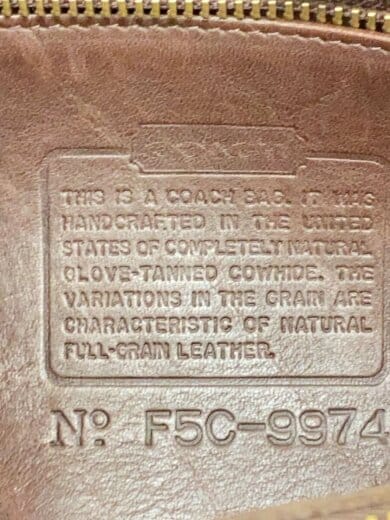 COACH
THIS IS A COACH BAG. IT WAS
HANDCRAFTED IN THE UNITED
STATES OF COMPLETELY NATURAL
GLOVE-TANNED COWHIDE. THE
VARIATIONS IN THE GRAIN ARE
CHARACTERISTIC OF NATURAL
FULL-GRAIN LEATHER.
Nº F5C-9974